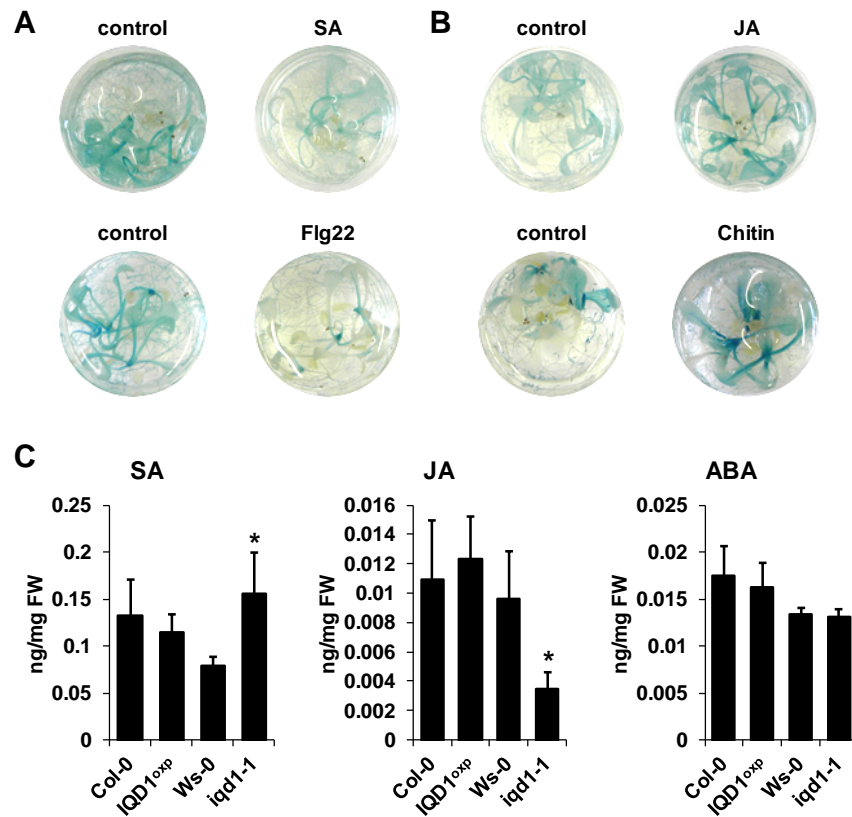 A
control
SA
B
control
JA
control
Flg22
control
Chitin
C
SA
ng/mg FW
0.25
0.2
0.15
0.1
0.05
0
*
Col-0
IQD1oxp
Ws-0
iqd1-1
JA
ng/mg FW
0.016
0.014
0.012
0.01
0.008
0.006
0.004
0.002
0
*
Col-0
IQD1oxp
Ws-0
iqd1-1
ABA
ng/mg FW
0.025
0.02
0.015
0.01
0.005
0
Col-0
IQD1oxp
Ws-0
iqd1-1